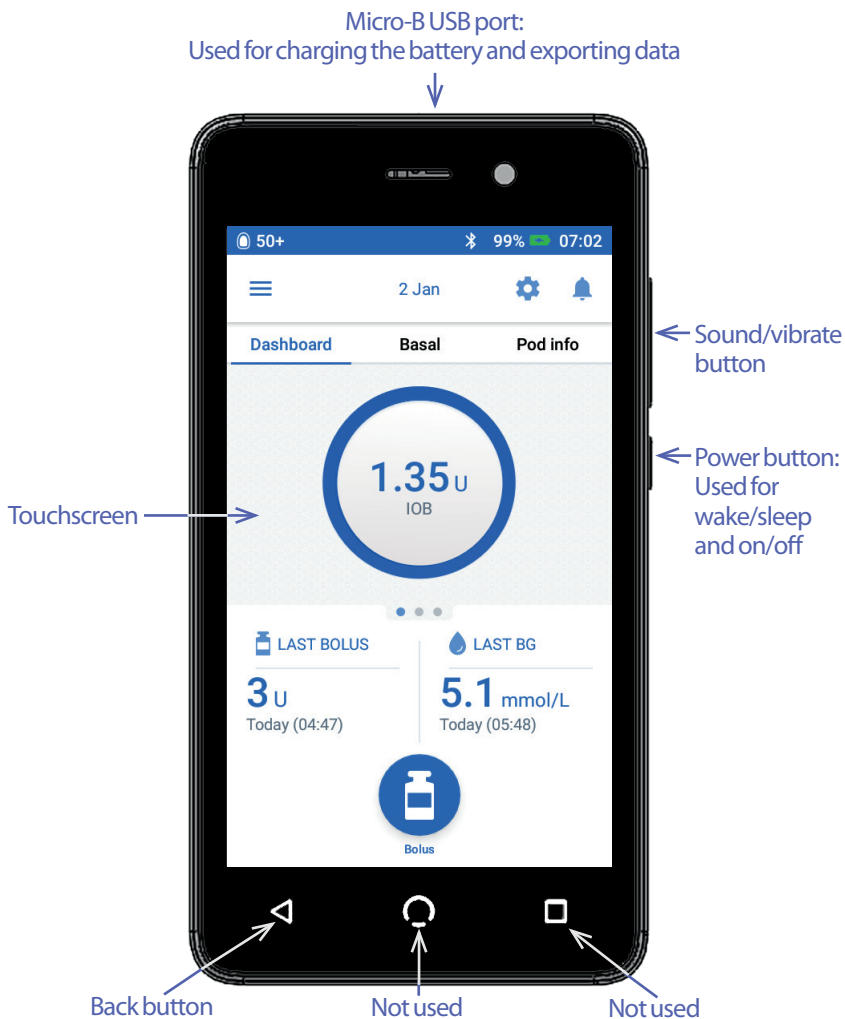 Micro-B USB port:
Used for charging the battery and exporting data
50+ 99% 07:02
2 Jan
Dashboard Basal Pod info
Sound/vibrate
button
1.35 U
IOB
Power button:
Used for
wake/sleep
and on/off
Touchscreen
LAST BOLUS LAST BG
3 U 5.1 mmol/L
Today (04:47) Today (05:48)
Bolus
Back button Not used Not used